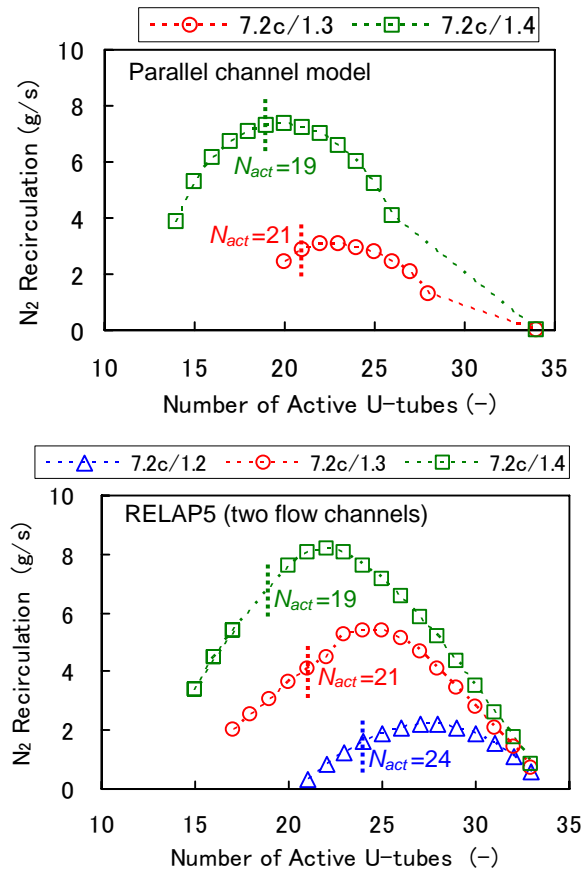 7.2c/1.3 7.2c/1.4
Parallel channel model
10
8
6
4
2
0
N₂ Recirculation (g/s)
Nact=19
Nact=21
10 15 20 25 30 35
Number of Active U-tubes (-)
7.2c/1.2 7.2c/1.3 7.2c/1.4
RELAP5 (two flow channels)
10
8
6
4
2
0
N₂ Recirculation (g/s)
Nact=19
Nact=21
Nact=24
10 15 20 25 30 35
Number of Active U-tubes (-)